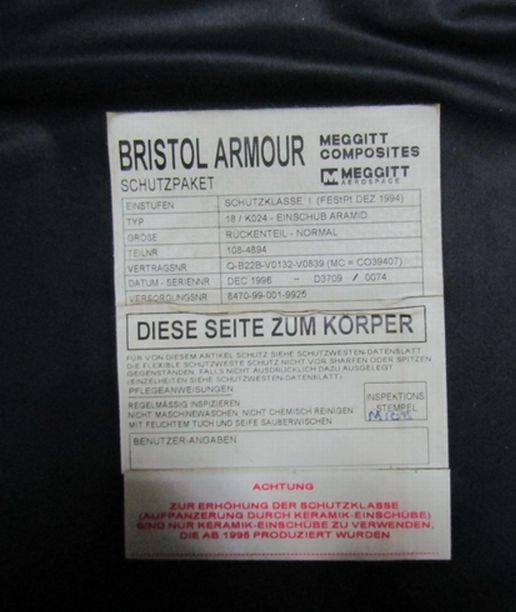 BRISTOL ARMOUR MEGGITT COMPOSITES
SCHUTZPAKET MEGGITT AEROSPACE
EINSTUFEN SCHUTZKLASSE I (FEStPt DEZ 1994)
TYP 18 / K024 - EINSCHUB ARAMID
GRÖßE RÜCKENTEIL - NORMAL
TEILNR 108-4894
VERTRAGSNR Q-B22B-V0132-V0839 (MC = CO39407)
DATUM - SERIENNR DEC 1996 - D3709 / 0074
VERSORGUNGSNR 8470-99-001-9925
DIESE SEITE ZUM KÖRPER
FÜR VON DIESEM ARTIKEL SCHUTZ SIEHE SCHUTZWESTEN-DATENBLATT
DIE FLEXIBLE SCHUTZWESTE SCHUTZ NICHT VOR SHARFEN ODER SPITZEN
GEGENSTÄNDEN. FALLS NICHT AUSDRÜCKLICH DAZU AUSGELEGT
(EINZELHEITEN SIEHE SCHUTZWESTEN-DATENBLATT)
PFLEGEANWEISUNGEN
REGELMÄSSIG INSPIZIEREN
NICHT MASCHINEWASCHEN, NICHT CHEMISCH REINIGEN
MIT FEUCHTEM TUCH UND SEIFE SAUBERWISCHEN
INSPEKTIONS
STEMPEL
BENUTZER-ANGABEN
ACHTUNG
ZUR ERHÖHUNG DER SCHUTZKLASSE
(AUFPANZERUNG DURCH KERAMIK-EINSCHÜBE)
SIND NUR KERAMIK-EINSCHÜBE ZU VERWENDEN,
DIE AB 1995 PRODUZIERT WURDEN